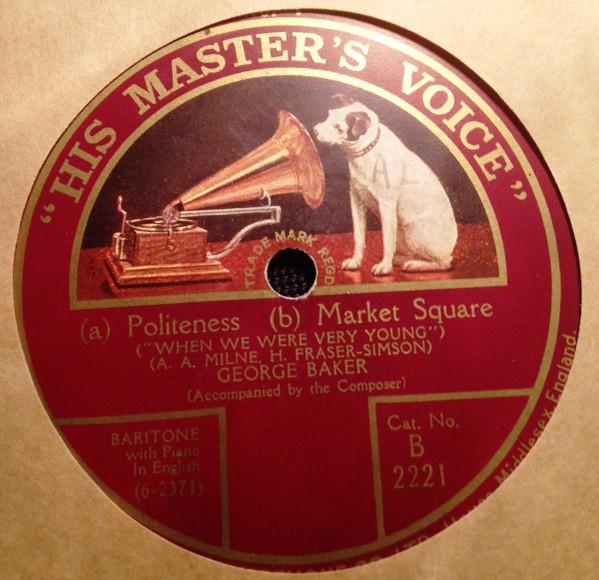 "HIS MASTER'S VOICE"
AL
TRADE MARK REGD
(a) Politeness (b) Market Square
("WHEN WE WERE VERY YOUNG")
(A. A. MILNE, H. FRASER-SIMSON)
GEORGE BAKER
(Accompanied by the Composer)
BARITONE
with Piano
In English
(6-2371)
Cat. No.
B
2221
Middlesex, England.